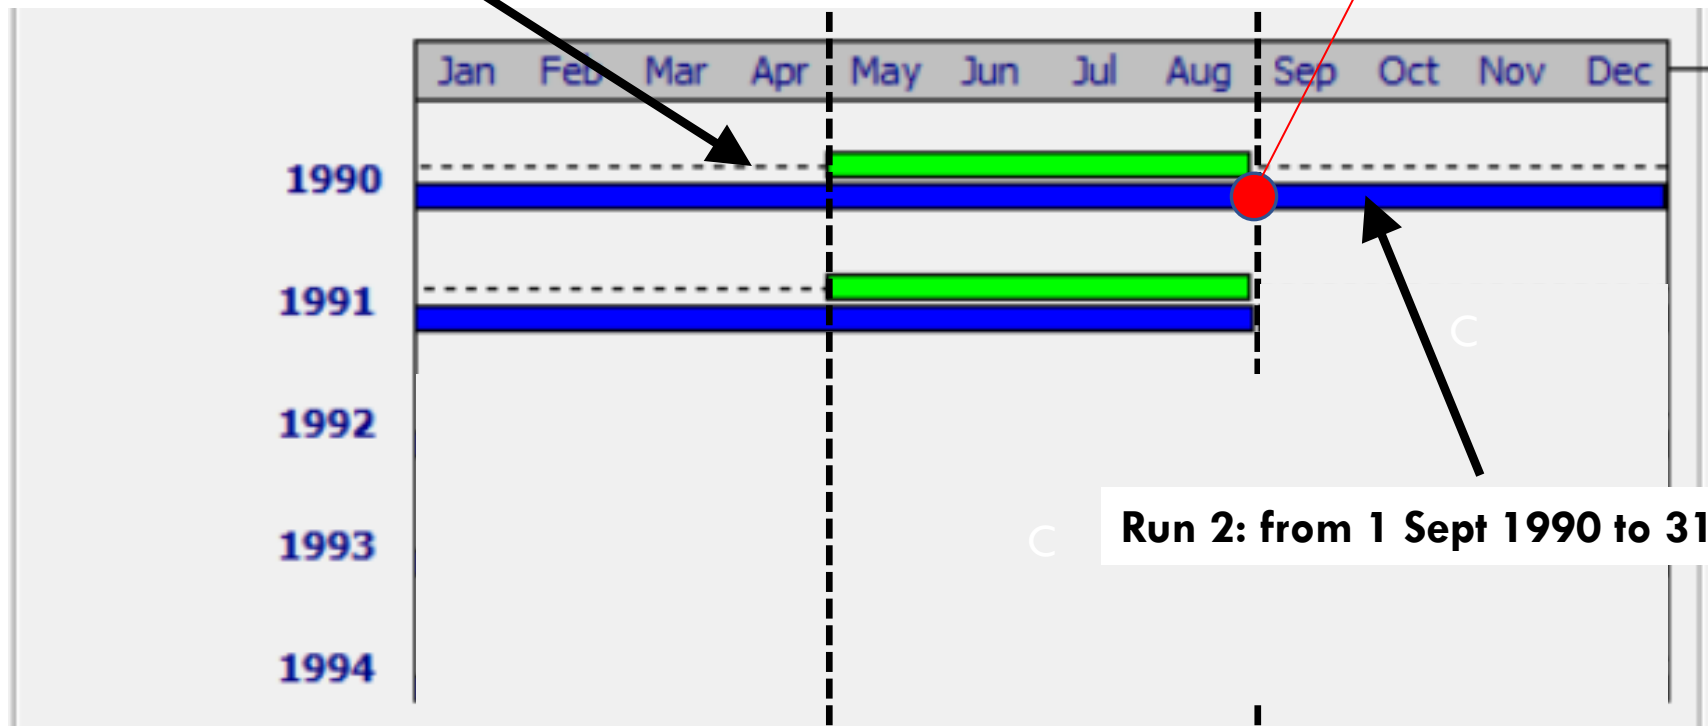 Jan Feb Mar Apr May Jun Jul Aug Sep Oct Nov Dec
1990
1991
C
1992
Run 2: from 1 Sept 1990 to 31
1993
C
1994